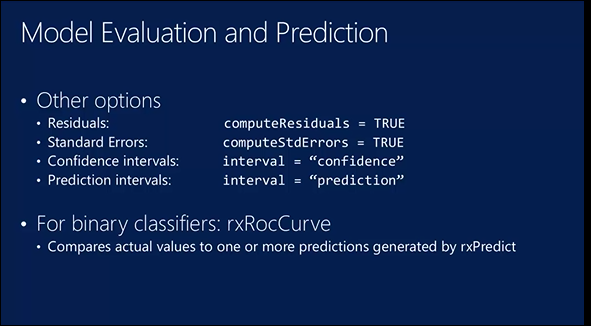 Model Evaluation and Prediction
• Other options
• Residuals: computeResiduals = TRUE
• Standard Errors: computeStdErrors = TRUE
• Confidence intervals: interval = “confidence”
• Prediction intervals: interval = “prediction”
• For binary classifiers: rxRocCurve
• Compares actual values to one or more predictions generated by rxPredict